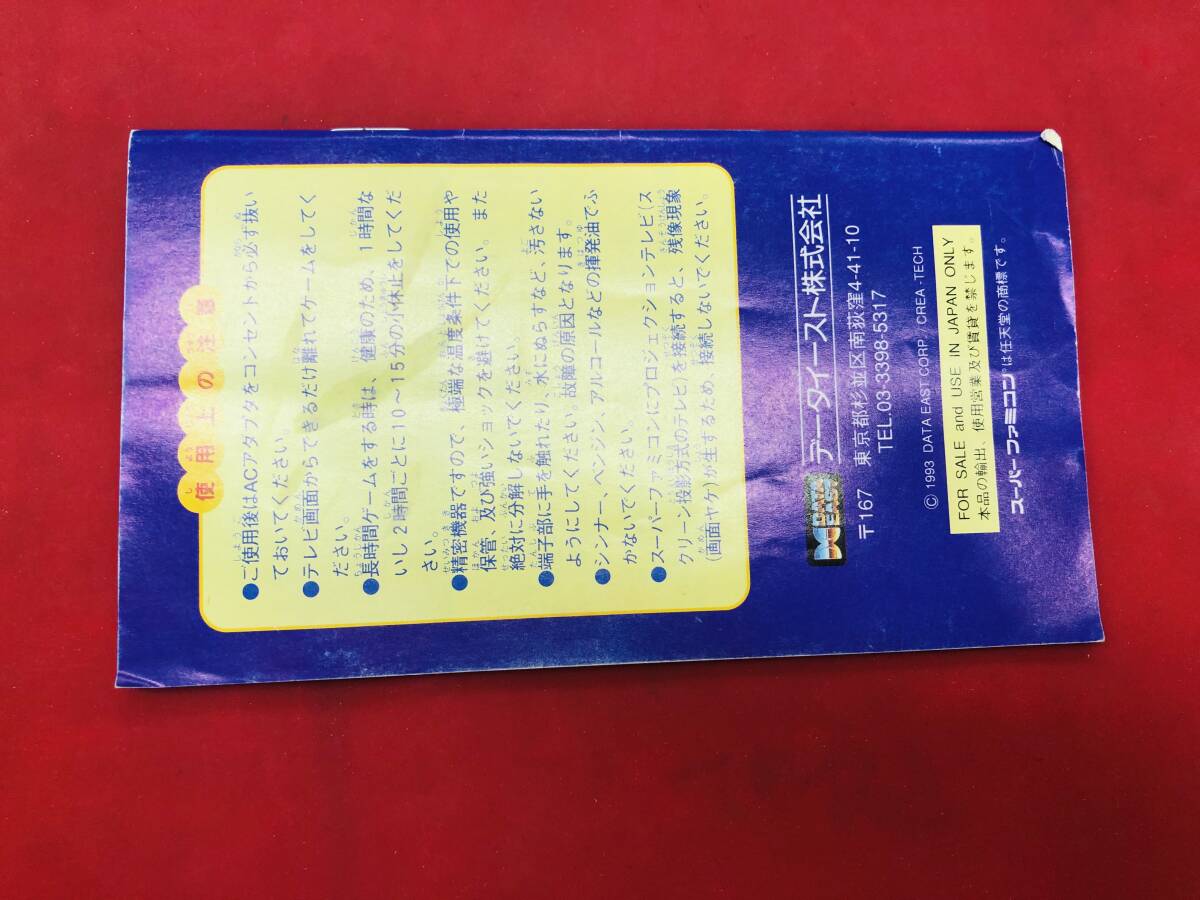 使用上の注意
●ご使用後はACアダプタをコンセントから必ず抜い
ておいてください。
●テレビ画面からできるだけ離れてゲームをしてく
ださい。
●長時間ゲームをする時は、健康のため、1時間な
いし2時間ごとに10～15分の小休止をしてくだ
さい。
●精密機器ですので、極端な温度条件下での使用や
保管、及び強いショックを避けてください。また
絶対に分解しないでください。
●端子部に手を触れたり、水にぬらすなど、汚さない
ようにしてください。故障の原因となります。
●シンナー、ベンジン、アルコールなどの揮発油でふ
かないでください。
●スーパーファミコンにプロジェクションテレビ(ス
クリーン投影方式のテレビ)を接続すると、残像現象
(画面ヤケ)が生ずるため、接続しないでください。
DATA EAST データイースト株式会社
〒167 東京都杉並区南荻窪4-41-10
TEL.03-3398-5317
© 1993 DATA EAST CORP. CREA-TECH
FOR SALE and USE IN JAPAN ONLY
本品の輸出、使用営業及び賃貸を禁じます。
スーパーファミコン®は任天堂の商標です。